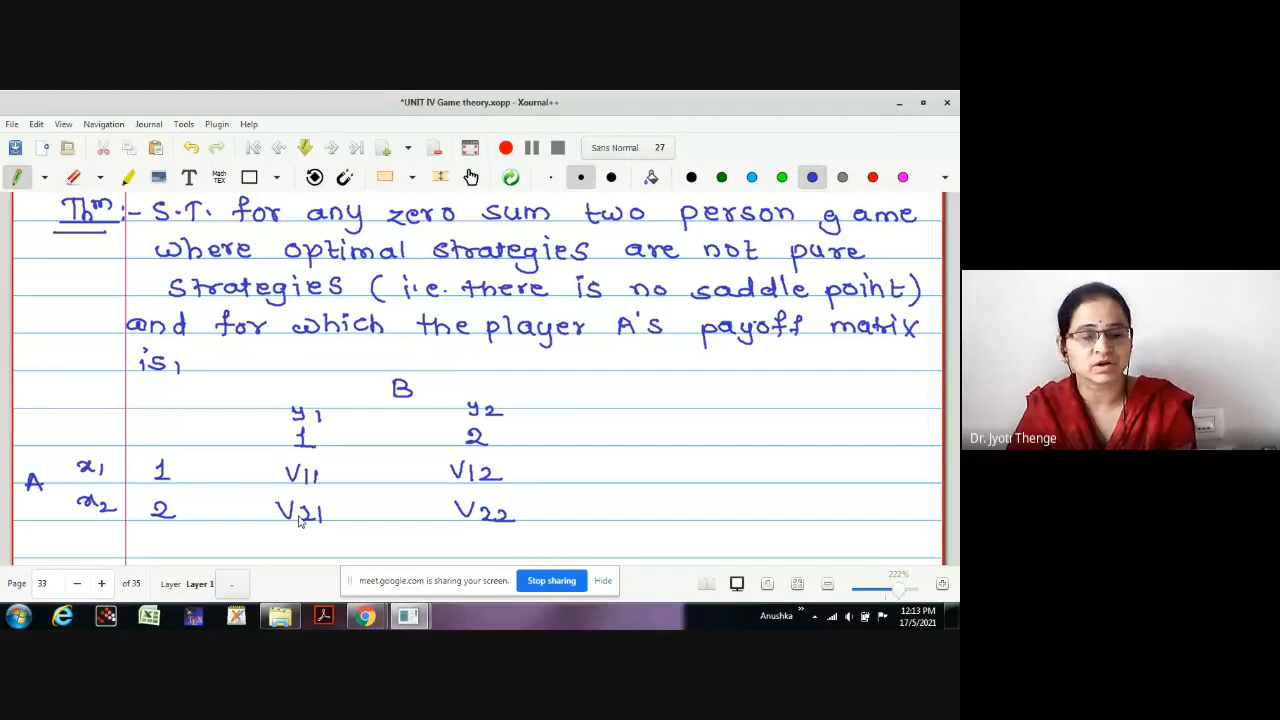 *UNIT IV Game theory.xopp - Xournal++
File Edit View Navigation Journal Tools Plugin Help
Sans Normal 27
Thm:- S.T. for any zero sum two person game
where optimal strategies are not pure
strategies (i.e. there is no saddle point)
and for which the player A's payoff matrix
is,
B
y1 y2
1 2
A x1 1 V11 V12
x2 2 V21 V22
Dr. Jyoti Thenge
Page 33 of 35 Layer Layer 1
meet.google.com is sharing your screen. Stop sharing Hide
222%
Anushka
12:13 PM
17/5/2021